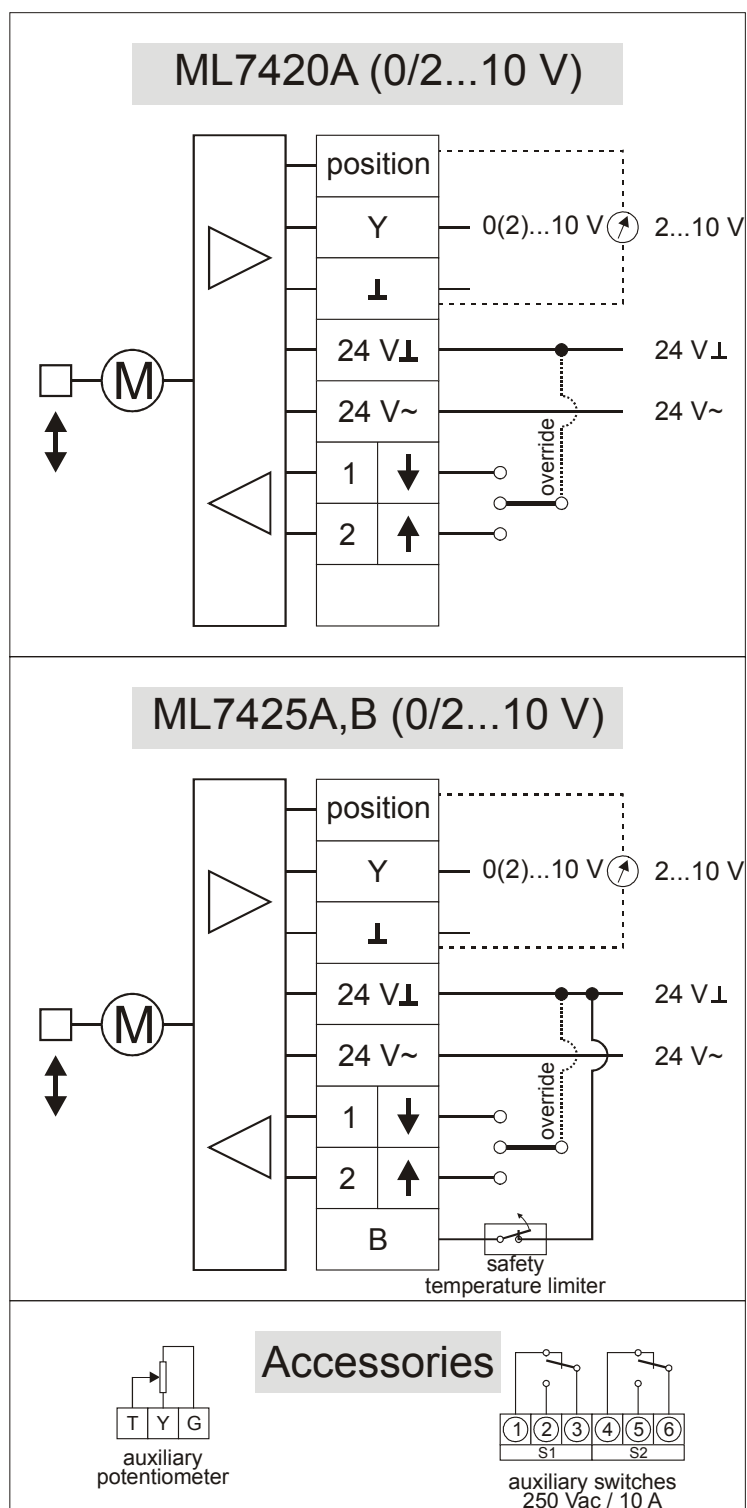 ML7420A (0/2...10 V)
position
Y 0(2)...10 V 2...10 V
⊥
24 V⊥ 24 V⊥
24 V~ 24 V~
override
1 ↓
2 ↑
ML7425A,B (0/2...10 V)
position
Y 0(2)...10 V 2...10 V
⊥
24 V⊥ 24 V⊥
M
24 V~ 24 V~
override
1 ↓
2 ↑
B
safety
temperature limiter
Accessories
T Y G
auxiliary
potentiometer
1 2 3 4 5 6
S1 S2
auxiliary switches
250 Vac / 10 A
M